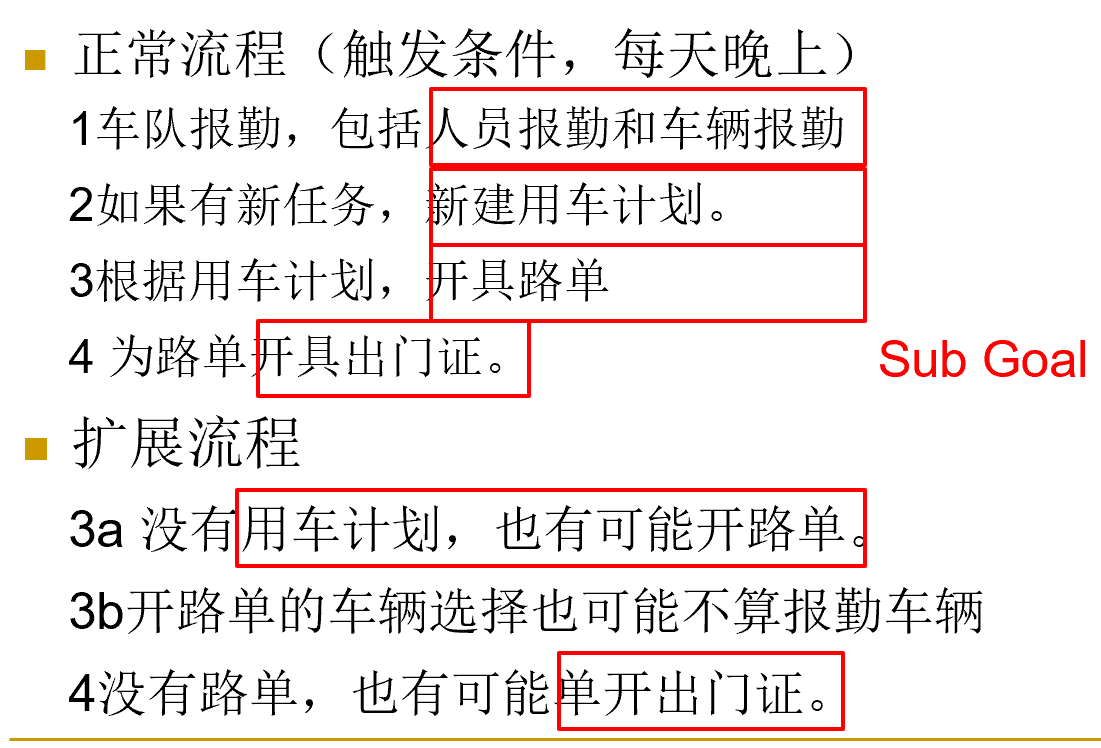 正常流程（触发条件，每天晚上）
1车队报勤，包括人员报勤和车辆报勤
2如果有新任务，新建用车计划。
3根据用车计划，开具路单
4 为路单开具出门证。
Sub Goal
扩展流程
3a 没有用车计划，也有可能开路单。
3b开路单的车辆选择也可能不算报勤车辆
4没有路单，也有可能单开出门证。